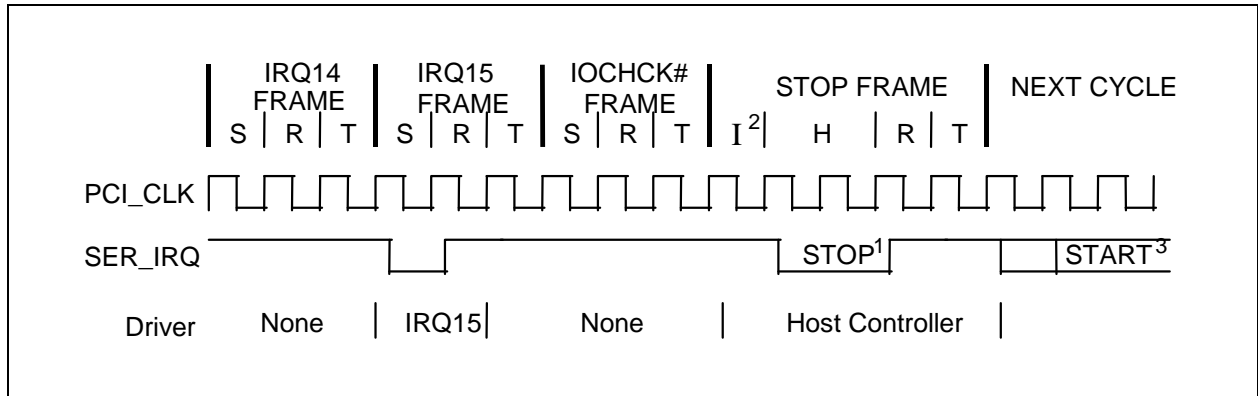 IRQ14 FRAME
IRQ15 FRAME
IOCHCK# FRAME
STOP FRAME
NEXT CYCLE
S R T S R T S R T I² H R T
PCI_CLK
SER_IRQ STOP¹ START³
Driver None IRQ15 None Host Controller